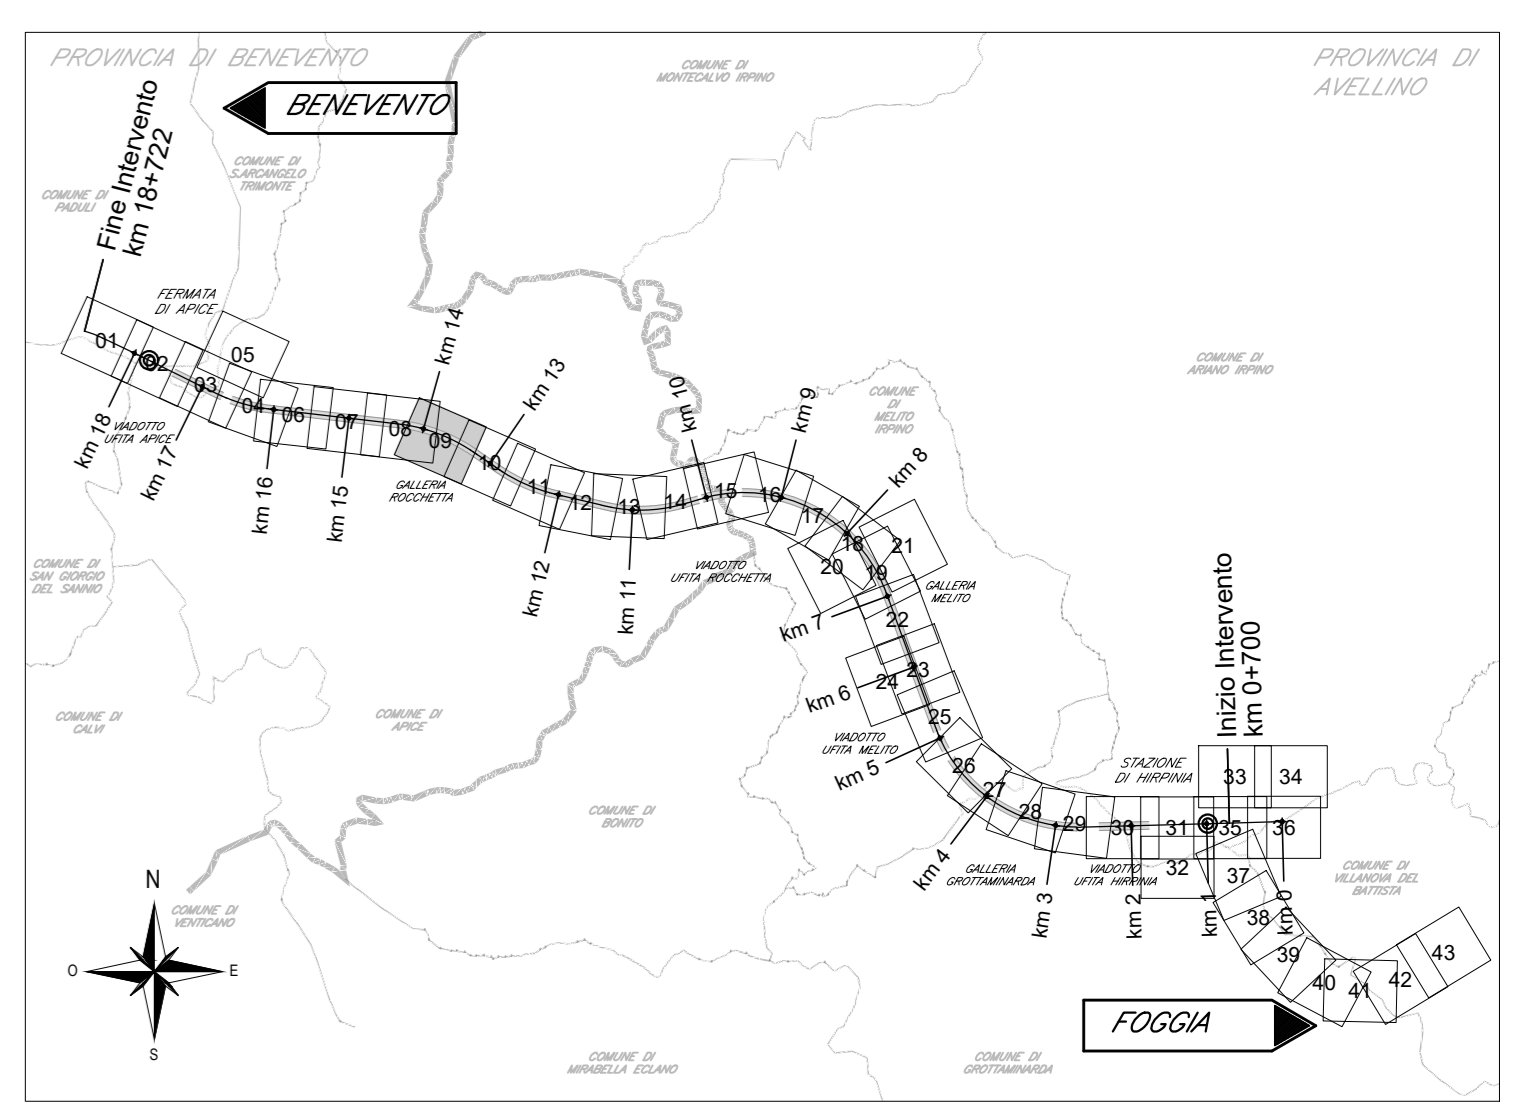 PROVINCIA DI BENEVENTO
PROVINCIA DI
AVELLINO
COMUNE DI
MONTECALVO IRPINO
BENEVENTO
Fine Intervento
km 18+722
COMUNE DI
S.ARCANGELO
TRIMONTE
COMUNE DI
PADULI
FERMATA
DI APICE
01
02
03
04
05
06
07
08
09
10
11
12
13
14
15
16
17
18
19
20
21
22
23
24
25
26
27
28
29
30
31
32
33
34
35
36
37
38
39
40
41
42
43
km 18
km 17
km 16
km 15
km 14
km 13
km 12
km 11
km 10
km 9
km 8
km 7
km 6
km 5
km 4
km 3
km 2
km 1
km 0
VIADOTTO
UFITA APICE
GALLERIA
ROCCHETTA
COMUNE DI
ARIANO IRPINO
COMUNE
DI
MELITO
IRPINO
VIADOTTO
UFITA ROCCHETTA
GALLERIA
MELITO
COMUNE DI
SAN GIORGIO
DEL SANNIO
Inizio Intervento
km 0+700
COMUNE DI
CALVI
COMUNE DI
APICE
VIADOTTO
UFITA MELITO
STAZIONE
DI HIRPINIA
COMUNE DI
BONITO
GALLERIA
GROTTAMINARDA
VIADOTTO
UFITA HIRPINIA
COMUNE DI
VILLANOVA DEL
BATTISTA
COMUNE DI
VENTICANO
N
O
E
S
FOGGIA
COMUNE DI
MIRABELLA ECLANO
COMUNE DI
GROTTAMINARDA